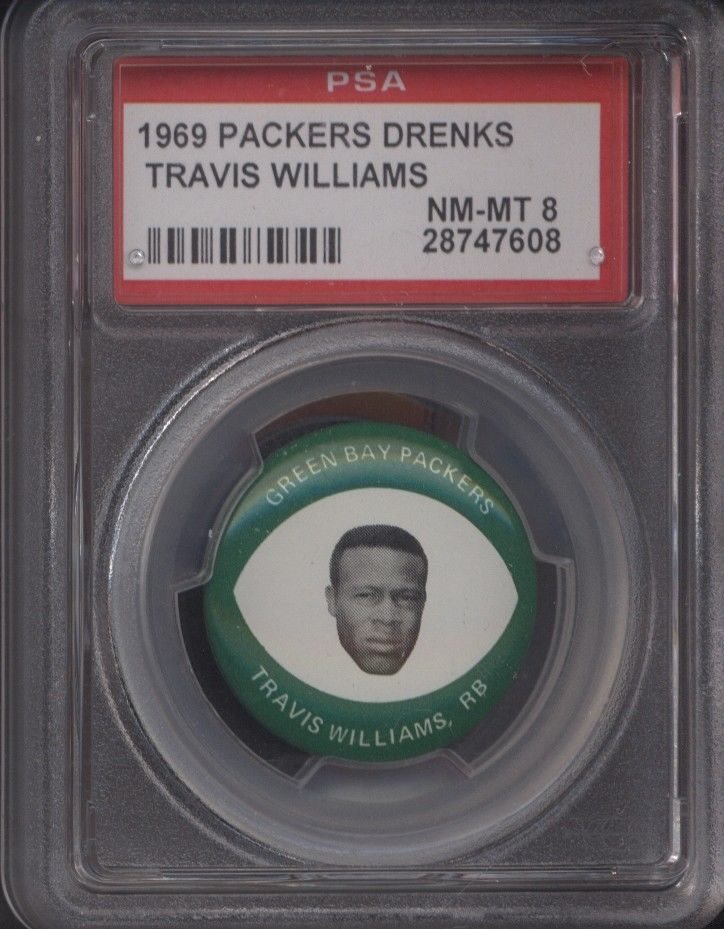 PSA
1969 PACKERS DRENKS
TRAVIS WILLIAMS
NM-MT 8
28747608
GREEN BAY PACKERS
TRAVIS WILLIAMS, RB